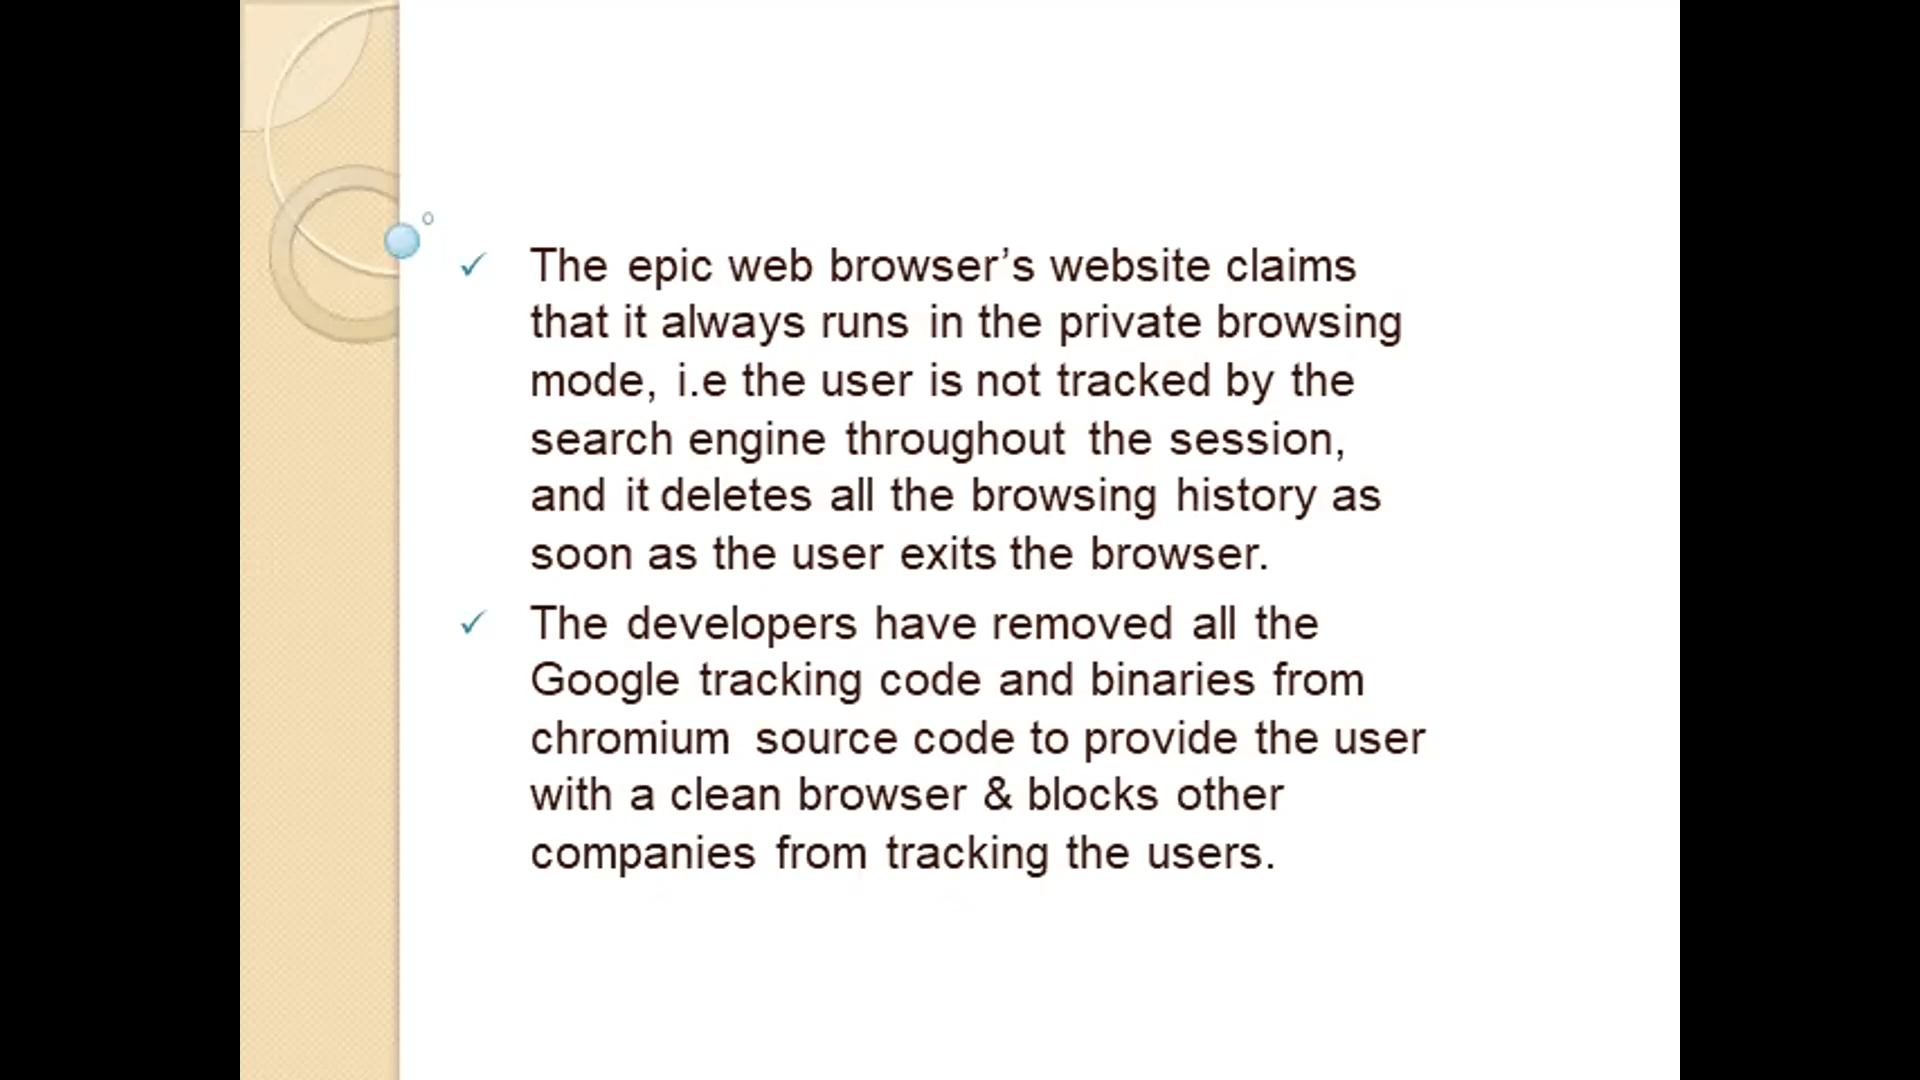 The epic web browser’s website claims
that it always runs in the private browsing
mode, i.e the user is not tracked by the
search engine throughout the session,
and it deletes all the browsing history as
soon as the user exits the browser.
The developers have removed all the
Google tracking code and binaries from
chromium source code to provide the user
with a clean browser & blocks other
companies from tracking the users.